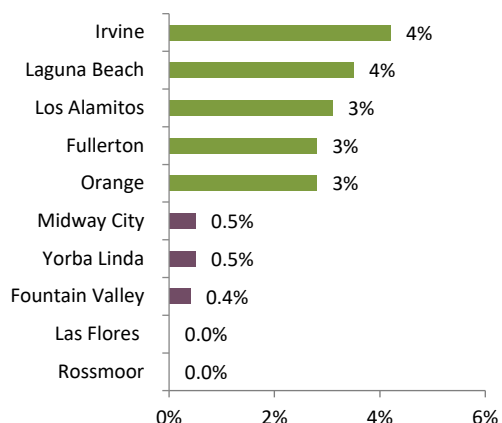 Irvine 4%
Laguna Beach 4%
Los Alamitos 3%
Fullerton 3%
Orange 3%
Midway City 0.5%
Yorba Linda 0.5%
Fountain Valley 0.4%
Las Flores 0.0%
Rossmoor 0.0%
0% 2% 4% 6%